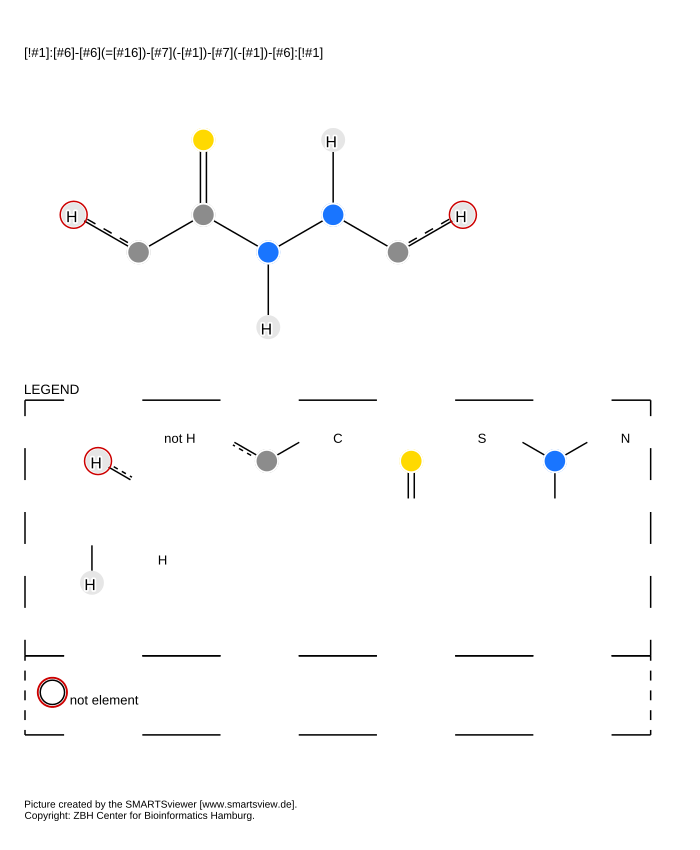 [!#1]:[#6]-[#6](=[#16])-[#7](-[#1])-[#7](-[#1])-[#6]:[!#1]
H
H
H
H
LEGEND
not H
C
S
N
H
H
H
not element
Picture created by the SMARTSviewer [www.smartsview.de].
Copyright: ZBH Center for Bioinformatics Hamburg.